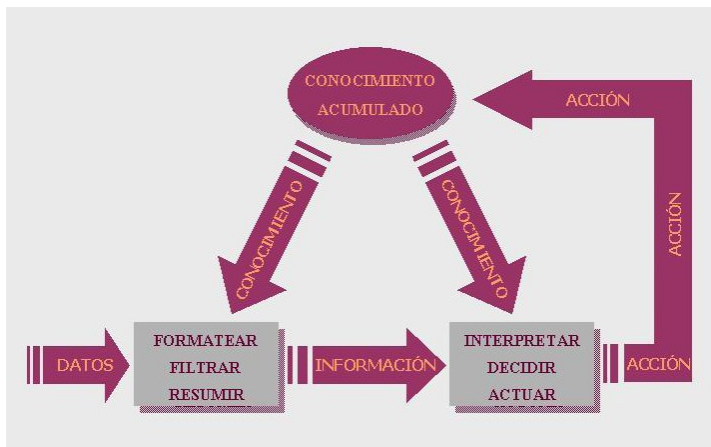 CONOCIMIENTO
ACUMULADO
ACCIÓN
CONOCIMIENTO
CONOCIMIENTO
ACCIÓN
DATOS
FORMATEAR
FILTRAR
RESUMIR
INFORMACIÓN
INTERPRETAR
DECIDIR
ACTUAR
ACCIÓN